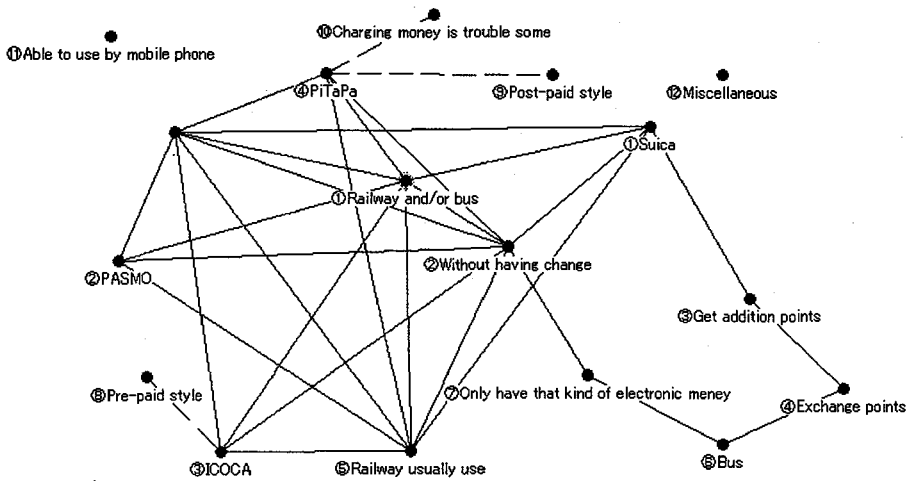 ⑩Charging money is trouble some
⑪Able to use by mobile phone
④PiTaPa
⑨Post-paid style
⑫Miscellaneous
①Suica
①Railway and/or bus
②Without having change
②PASMO
③Get addition points
⑧Pre-paid style
⑦Only have that kind of electronic meney
④Exchange points
③ICOCA
⑤Railway usually use
⑥Bus